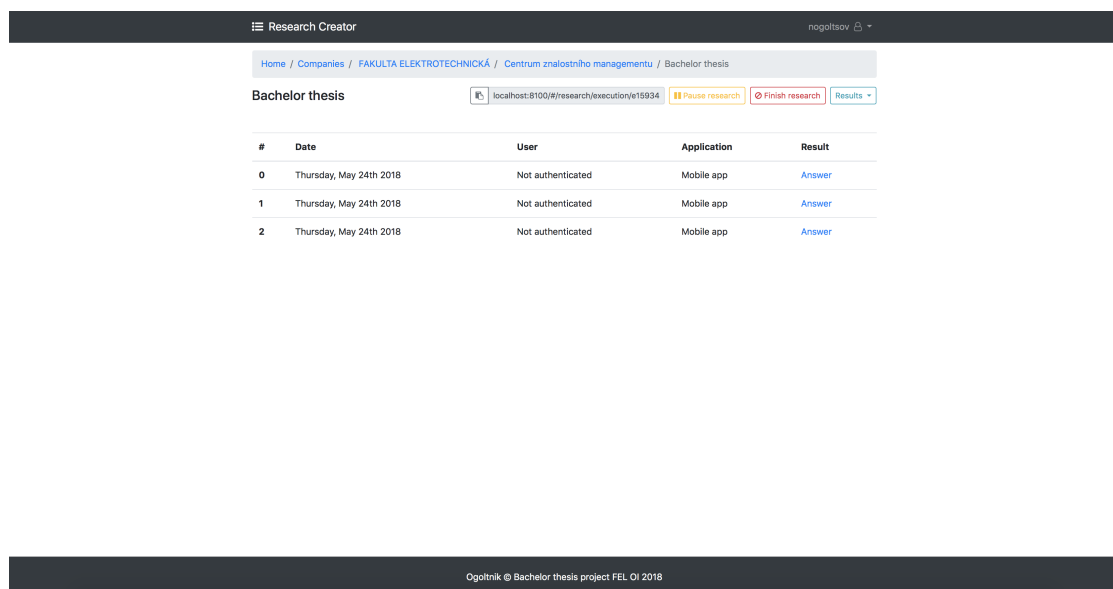 Research Creator nogoltsov
Home / Companies / FAKULTA ELEKTROTECHNICKÁ / Centrum znalostního managementu / Bachelor thesis
Bachelor thesis localhost:8100/#/research/execution/e15934 Pause research Finish research Results
# Date User Application Result
0 Thursday, May 24th 2018 Not authenticated Mobile app Answer
1 Thursday, May 24th 2018 Not authenticated Mobile app Answer
2 Thursday, May 24th 2018 Not authenticated Mobile app Answer
Ogoltnik © Bachelor thesis project FEL OI 2018